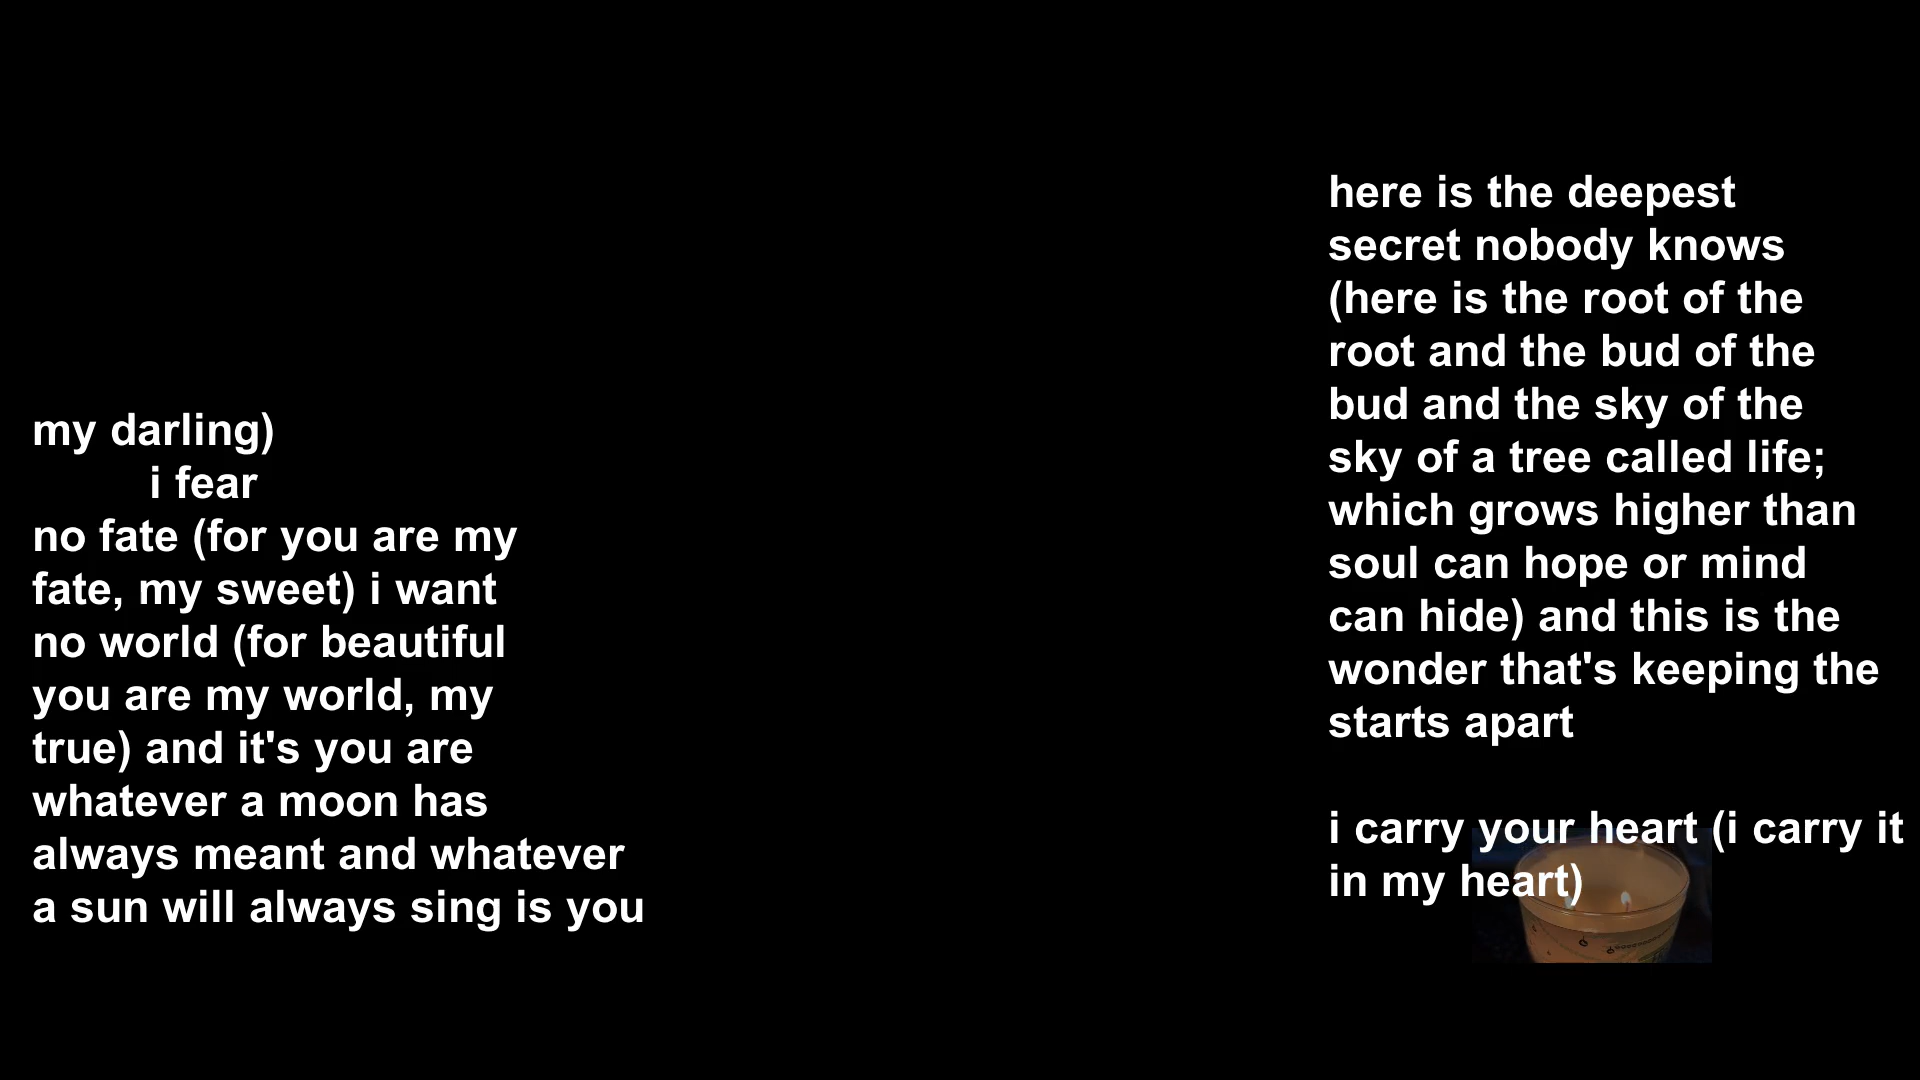 my darling)
i fear
no fate (for you are my
fate, my sweet) i want
no world (for beautiful
you are my world, my
true) and it's you are
whatever a moon has
always meant and whatever
a sun will always sing is you
here is the deepest
secret nobody knows
(here is the root of the
root and the bud of the
bud and the sky of the
sky of a tree called life;
which grows higher than
soul can hope or mind
can hide) and this is the
wonder that's keeping the
starts apart
i carry your heart (i carry it
in my heart)